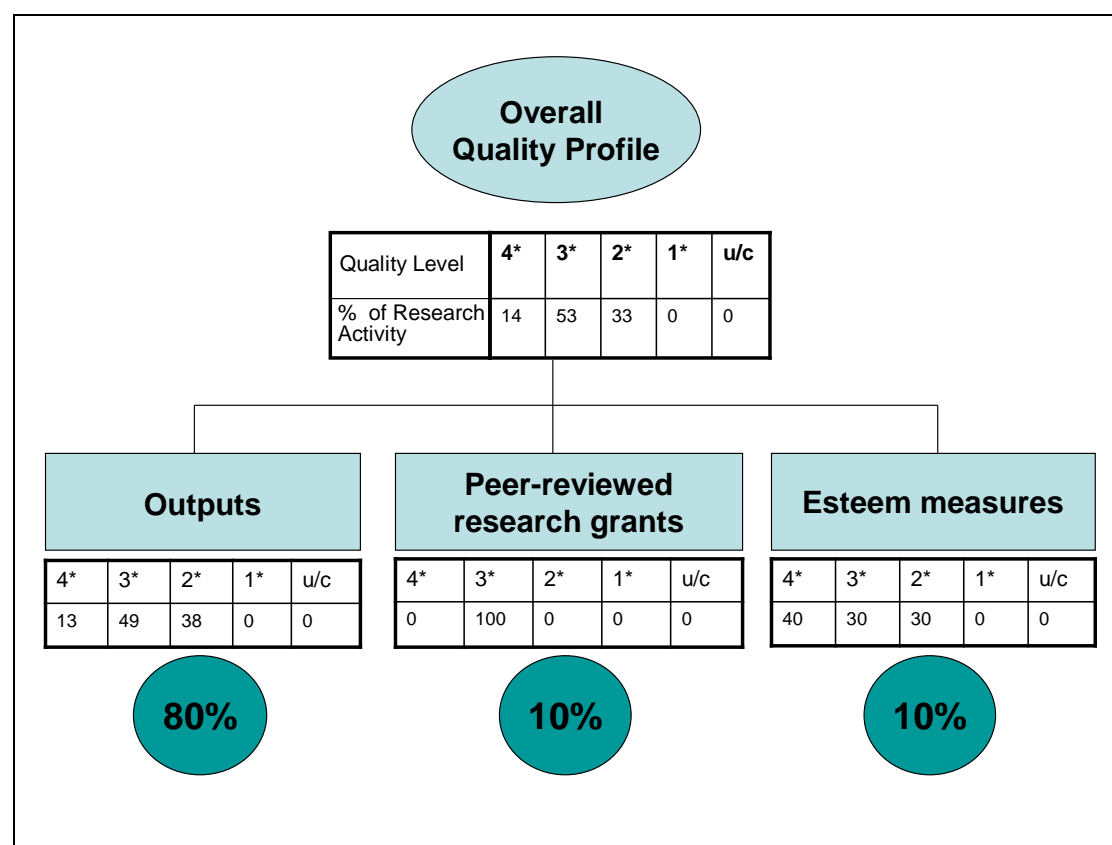 Overall
Quality Profile
Quality Level 4* 3* 2* 1* u/c
% of Research
Activity 14 53 33 0 0
Outputs
4* 3* 2* 1* u/c
13 49 38 0 0
80%
Peer-reviewed
research grants
4* 3* 2* 1* u/c
0 100 0 0 0
10%
Esteem measures
4* 3* 2* 1* u/c
40 30 30 0 0
10%